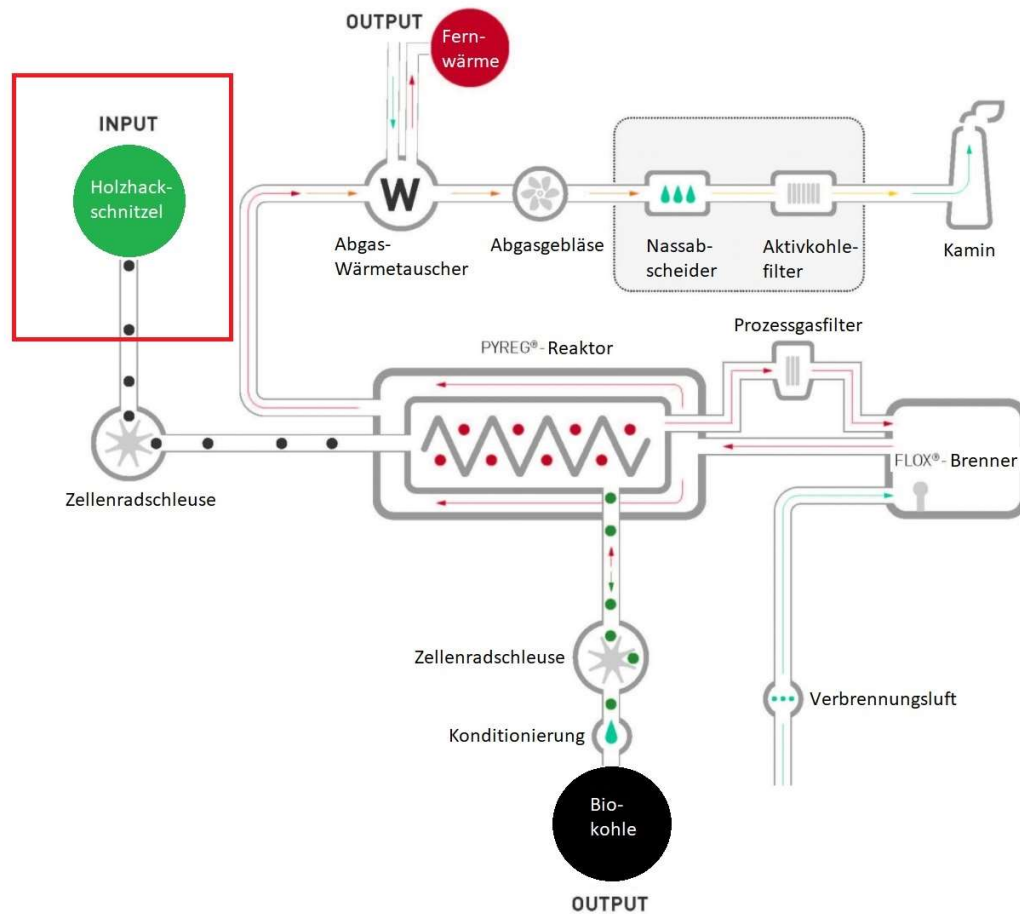 OUTPUT
Fern-
wärme
INPUT
Holzhack-
schnitzel
W
Abgas-
Wärmetauscher
Abgasgebläse
Nassab-
scheider
Aktivkohle-
filter
Kamin
Prozessgasfilter
PYREG®-Reaktor
FLOX®-Brenner
Zellenradschleuse
Zellenradschleuse
Verbrennungsluft
Konditionierung
Bio-
kohle
OUTPUT